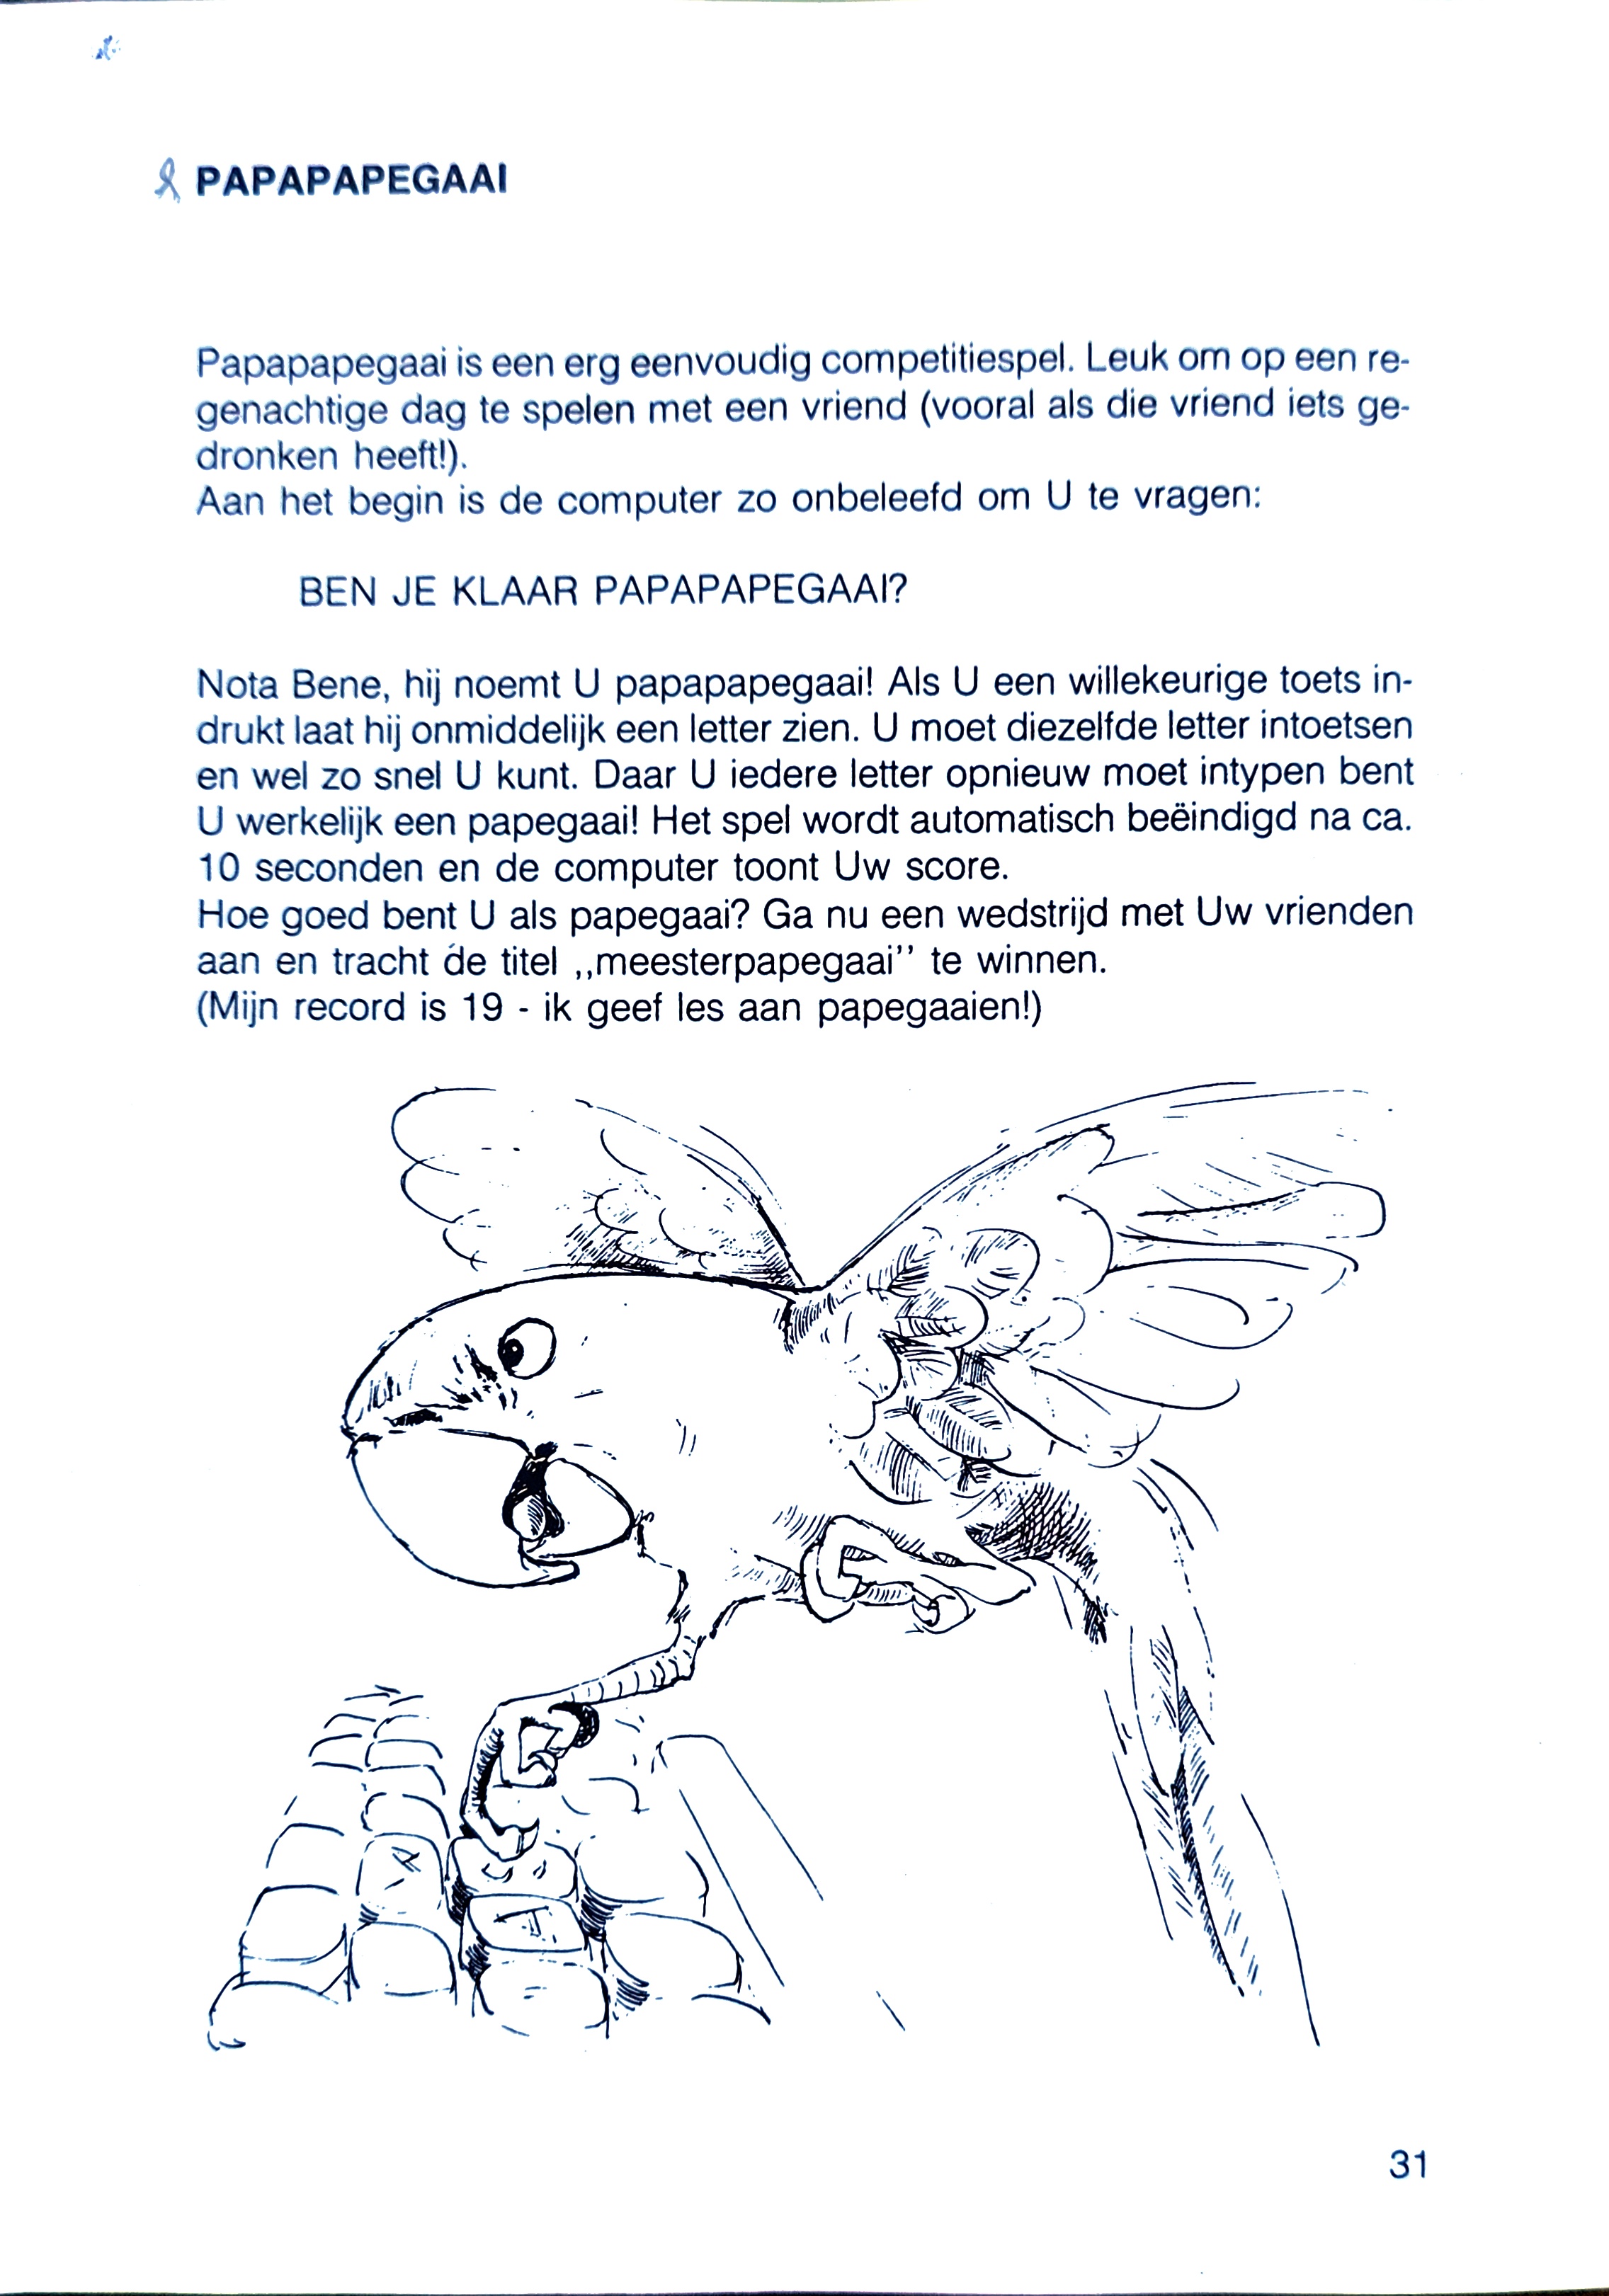 PAPAPAPEGAAI
Papapapegaai is een erg eenvoudig competitiespel. Leuk om op een re-
genachtige dag te spelen met een vriend (vooral als die vriend iets ge-
dronken heeft!).
Aan het begin is de computer zo onbeleefd om U te vragen:
BEN JE KLAAR PAPAPAPEGAAI?
Nota Bene, hij noemt U papapapegaai! Als U een willekeurige toets in-
drukt laat hij onmiddelijk een letter zien. U moet diezelfde letter intoetsen
en wel zo snel U kunt. Daar U iedere letter opnieuw moet intypen bent
U werkelijk een papegaai! Het spel wordt automatisch beëindigd na ca.
10 seconden en de computer toont Uw score.
Hoe goed bent U als papegaai? Ga nu een wedstrijd met Uw vrienden
aan en tracht de titel ,,meesterpapegaai’’ te winnen.
(Mijn record is 19 - ik geef les aan papegaaien!)
31